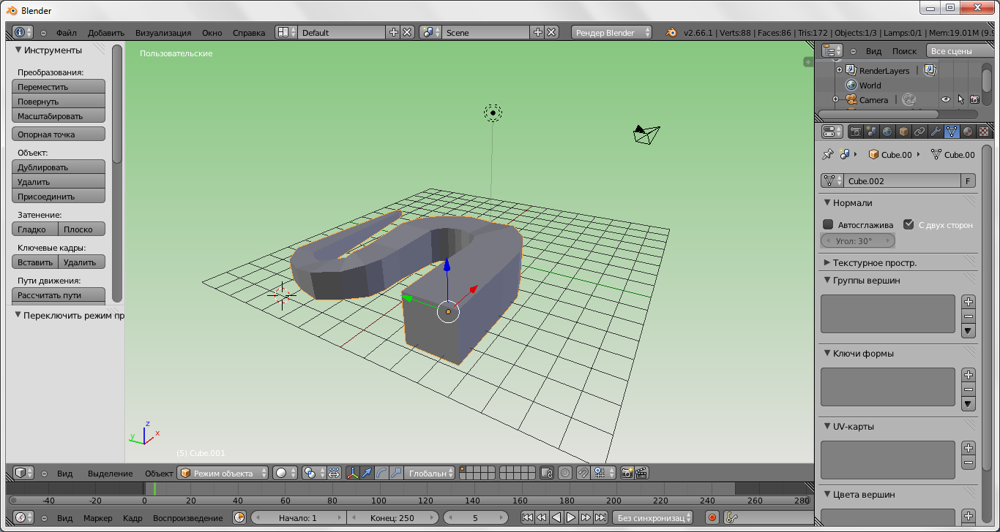 Blender
Файл Добавить Визуализация Окно Справка Default Scene Рендер Blender v2.66.1 | Verts:88 | Faces:86 | Tris:172 | Objects:1/3 | Lamps:0/1 | Mem:19.01M (9.9
Инструменты
Преобразования:
Переместить
Повернуть
Масштабировать
Опорная точка
Объект:
Дублировать
Удалить
Присоединить
Затенение:
Гладко Плоско
Ключевые кадры:
Вставить Удалить
Пути движения:
Рассчитать пути
Переключить режим пр
Пользовательские
z
y
x
(5) Cube.001
Вид Поиск Все сцены
RenderLayers
World
Camera
Cube.00 Cube.00
Cube.002 F
Нормали
Автосглажива С двух сторон
Угол: 30°
Текстурное простр.
Группы вершин
Ключи формы
UV-карты
Цвета вершин
Вид Выделение Объект Режим объекта Глобальн
-40 -20 0 20 40 60 80 100 120 140 160 180 200 220 240 260 280
Вид Маркер Кадр Воспроизведение Начало: 1 Конец: 250 5 Без синхронизац